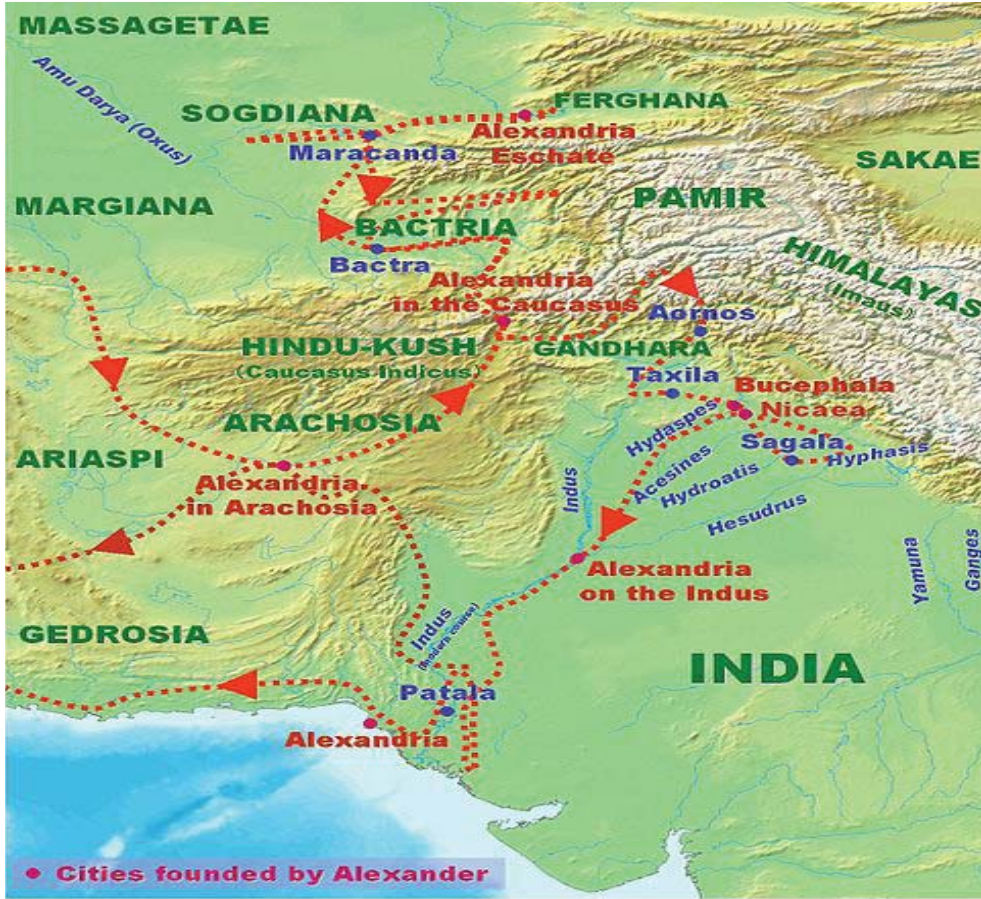 MASSAGETAE
Amu Darya (Oxus)
SOGDIANA
FERGHANA
Maracanda
Alexandria
Eschate
SAKAE
MARGIANA
PAMIR
BACTRIA
Bactra
HIMALAYAS
(Imaus)
Alexandria
in the Caucasus
Aornos
HINDU-KUSH
(Caucasus Indicus)
GANDHARA
Taxila
Bucephala
Nicaea
ARACHOSIA
Hydaspes
Sagala
Hyphasis
ARIASPI
Acesines
Hydroatis
Alexandria
in Arachosia
Indus
Hesudrus
Alexandria
on the Indus
Yamuna
Ganges
GEDROSIA
Indus
(Modern course)
INDIA
Patala
Alexandria
Cities founded by Alexander